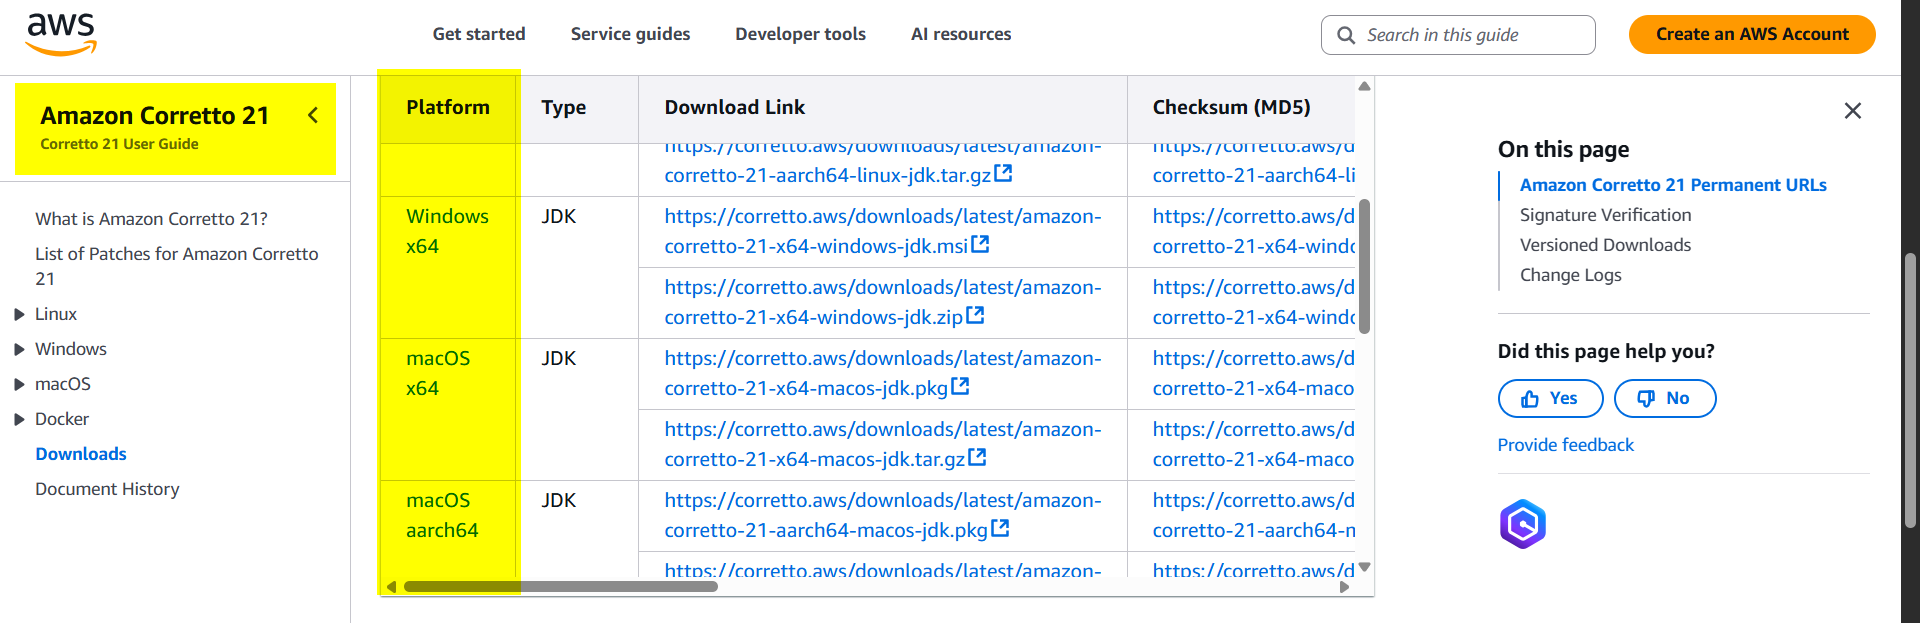 aws
Get started
Service guides
Developer tools
AI resources
Search in this guide
Create an AWS Account
Amazon Corretto 21
Corretto 21 User Guide
What is Amazon Corretto 21?
List of Patches for Amazon Corretto
21
Linux
Windows
macOS
Docker
Downloads
Document History
Platform
Type
Download Link
Checksum (MD5)
https://corretto.aws/downloads/latest/amazon-
corretto-21-aarch64-linux-jdk.tar.gz
https://corretto.aws/d
corretto-21-aarch64-li
Windows
x64
JDK
https://corretto.aws/downloads/latest/amazon-
corretto-21-x64-windows-jdk.msi
https://corretto.aws/d
corretto-21-x64-windo
https://corretto.aws/downloads/latest/amazon-
corretto-21-x64-windows-jdk.zip
https://corretto.aws/d
corretto-21-x64-windo
macOS
x64
JDK
https://corretto.aws/downloads/latest/amazon-
corretto-21-x64-macos-jdk.pkg
https://corretto.aws/d
corretto-21-x64-maco
https://corretto.aws/downloads/latest/amazon-
corretto-21-x64-macos-jdk.tar.gz
https://corretto.aws/d
corretto-21-x64-maco
macOS
aarch64
JDK
https://corretto.aws/downloads/latest/amazon-
corretto-21-aarch64-macos-jdk.pkg
https://corretto.aws/d
corretto-21-aarch64-m
https://corretto.aws/downloads/latest/amazon-
https://corretto.aws/d
On this page
Amazon Corretto 21 Permanent URLs
Signature Verification
Versioned Downloads
Change Logs
Did this page help you?
Yes
No
Provide feedback